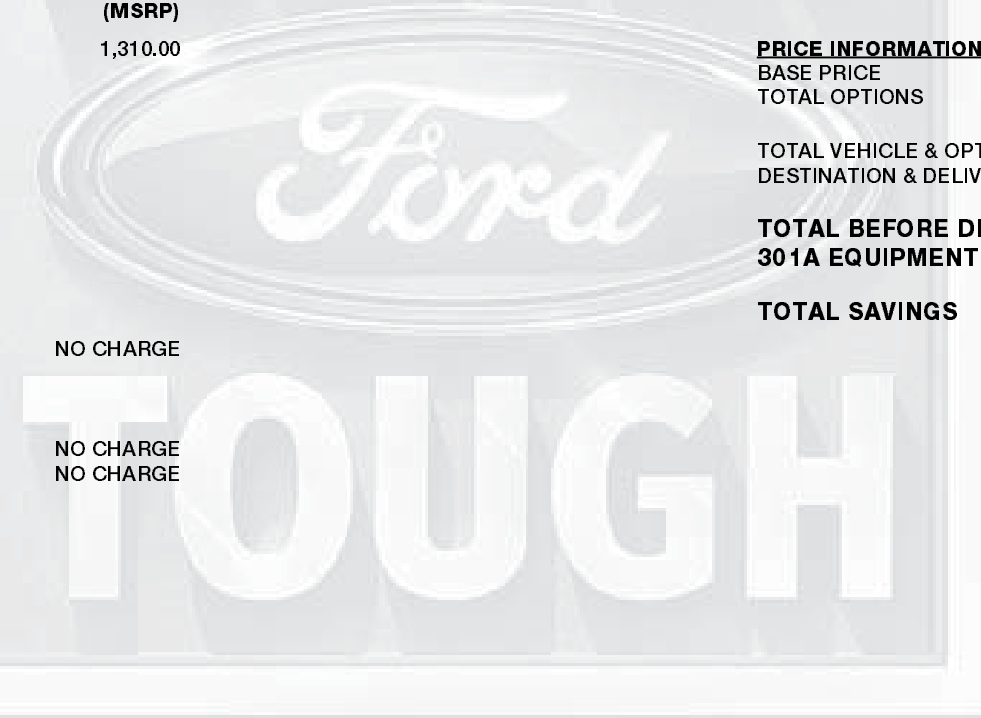 (MSRP)
1,310.00
NO CHARGE
NO CHARGE
NO CHARGE
Ford
TOUGH
PRICE INFORMATION
BASE PRICE
TOTAL OPTIONS
TOTAL VEHICLE & OPT
DESTINATION & DELIV
TOTAL BEFORE DI
301A EQUIPMENT
TOTAL SAVINGS